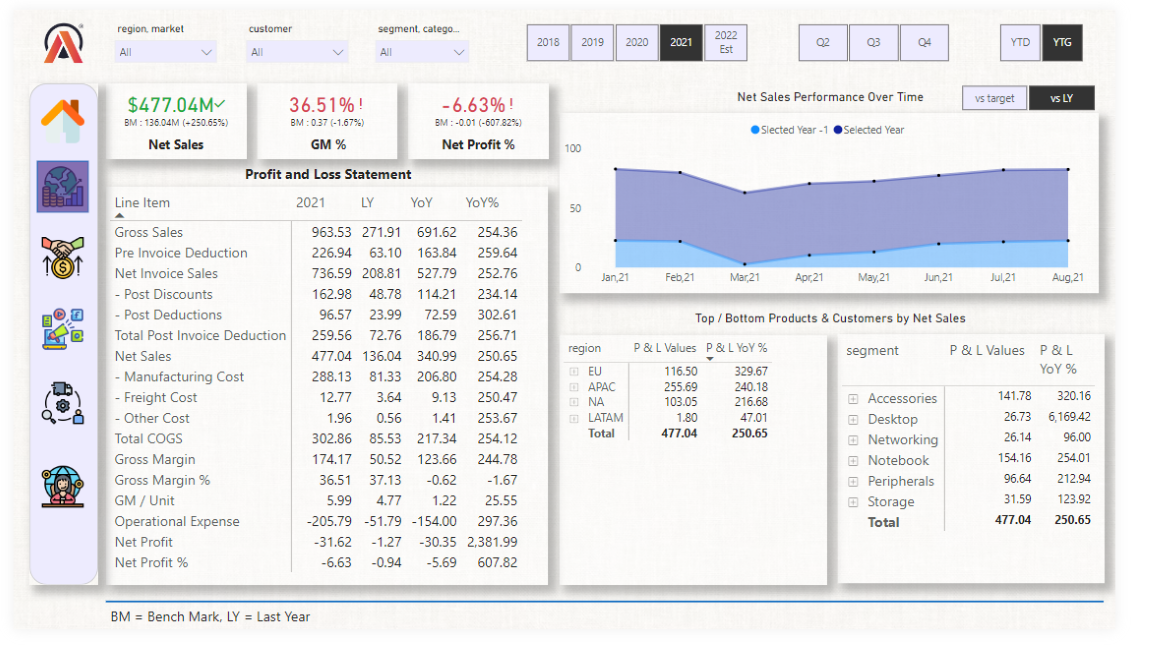 region, market customer segment, catego...
All All All
2018 2019 2020 2021 2022 Est Q2 Q3 Q4 YTD YTG
$477.04M✓ 36.51%! -6.63%!
BM : 136.04M (+250.65%) BM : 0.37 (-1.67%) BM : -0.01 (-607.82%)
Net Sales GM % Net Profit %
Profit and Loss Statement
Line Item 2021 LY YoY YoY%
Gross Sales 963.53 271.91 691.62 254.36
Pre Invoice Deduction 226.94 63.10 163.84 259.64
Net Invoice Sales 736.59 208.81 527.79 252.76
- Post Discounts 162.98 48.78 114.21 234.14
- Post Deductions 96.57 23.99 72.59 302.61
Total Post Invoice Deduction 259.56 72.76 186.79 256.71
Net Sales 477.04 136.04 340.99 250.65
- Manufacturing Cost 288.13 81.33 206.80 254.28
- Freight Cost 12.77 3.64 9.13 250.47
- Other Cost 1.96 0.56 1.41 253.67
Total COGS 302.86 85.53 217.34 254.12
Gross Margin 174.17 50.52 123.66 244.78
Gross Margin % 36.51 37.13 -0.62 -1.67
GM / Unit 5.99 4.77 1.22 25.55
Operational Expense -205.79 -51.79 -154.00 297.36
Net Profit -31.62 -1.27 -30.35 2,381.99
Net Profit % -6.63 -0.94 -5.69 607.82
Net Sales Performance Over Time
vs target vs LY
Slected Year -1 Selected Year
100
50
0
Jan,21 Feb,21 Mar,21 Apr,21 May,21 Jun,21 Jul,21 Aug,21
Top / Bottom Products & Customers by Net Sales
region P & L Values P & L YoY %
EU 116.50 329.67
APAC 255.69 240.18
NA 103.05 216.68
LATAM 1.80 47.01
Total 477.04 250.65
segment P & L Values P & L
YoY %
Accessories 141.78 320.16
Desktop 26.73 6,169.42
Networking 26.14 96.00
Notebook 154.16 254.01
Peripherals 96.64 212.94
Storage 31.59 123.92
Total 477.04 250.65
BM = Bench Mark, LY = Last Year